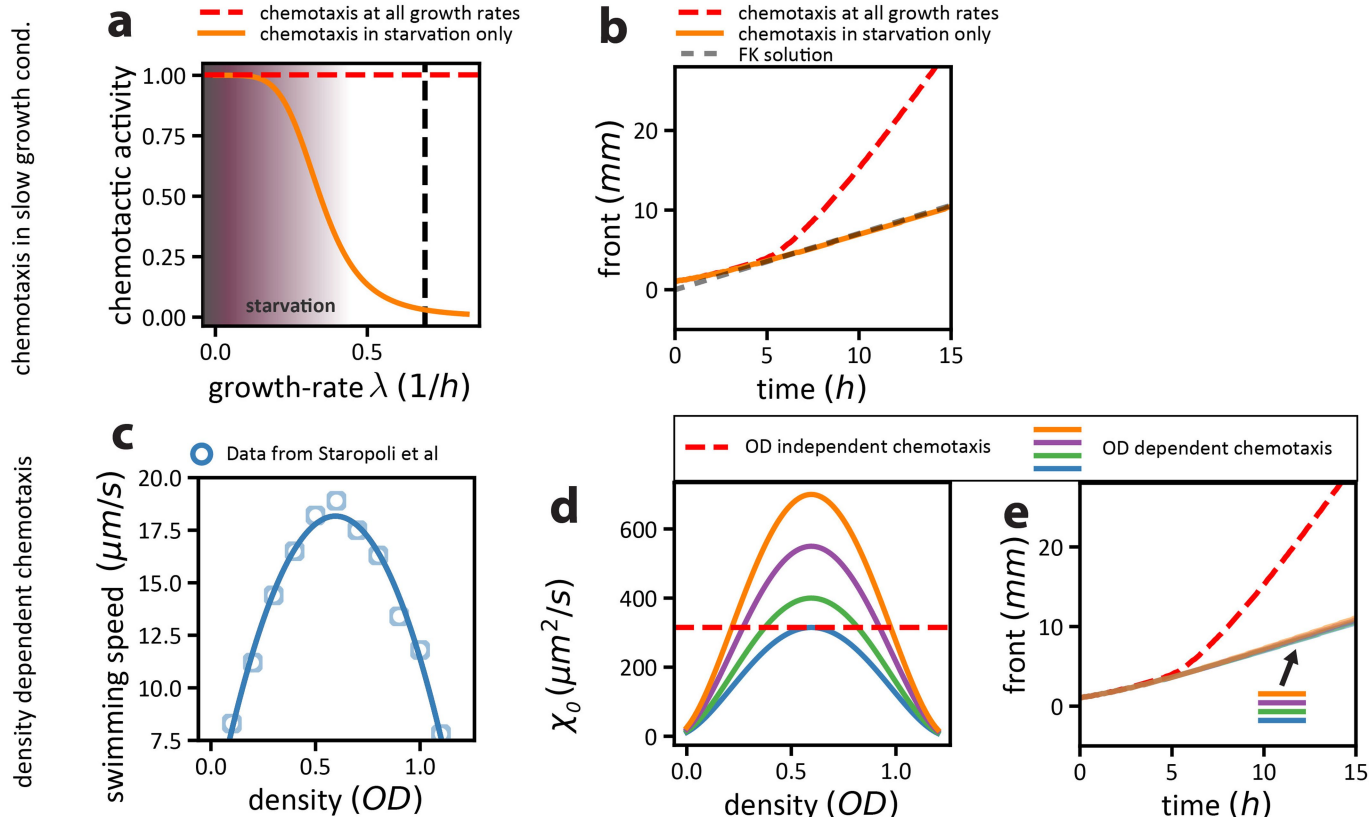 chemotaxis in slow growth cond.
a
chemotaxis at all growth rates
chemotaxis in starvation only
chemotactic activity
1.00
0.75
0.50
0.25
0.00
starvation
0.0
0.5
growth-rate λ (1/h)
b
chemotaxis at all growth rates
chemotaxis in starvation only
FK solution
front (mm)
20
10
0
0
5
10
15
time (h)
density dependent chemotaxis
c
Data from Staropoli et al
swimming speed (μm/s)
20.0
17.5
15.0
12.5
10.0
7.5
0.0
0.5
1.0
density (OD)
OD independent chemotaxis
OD dependent chemotaxis
d
χ0 (μm²/s)
600
400
200
0
0.0
0.5
1.0
density (OD)
e
front (mm)
20
10
0
0
5
10
15
time (h)